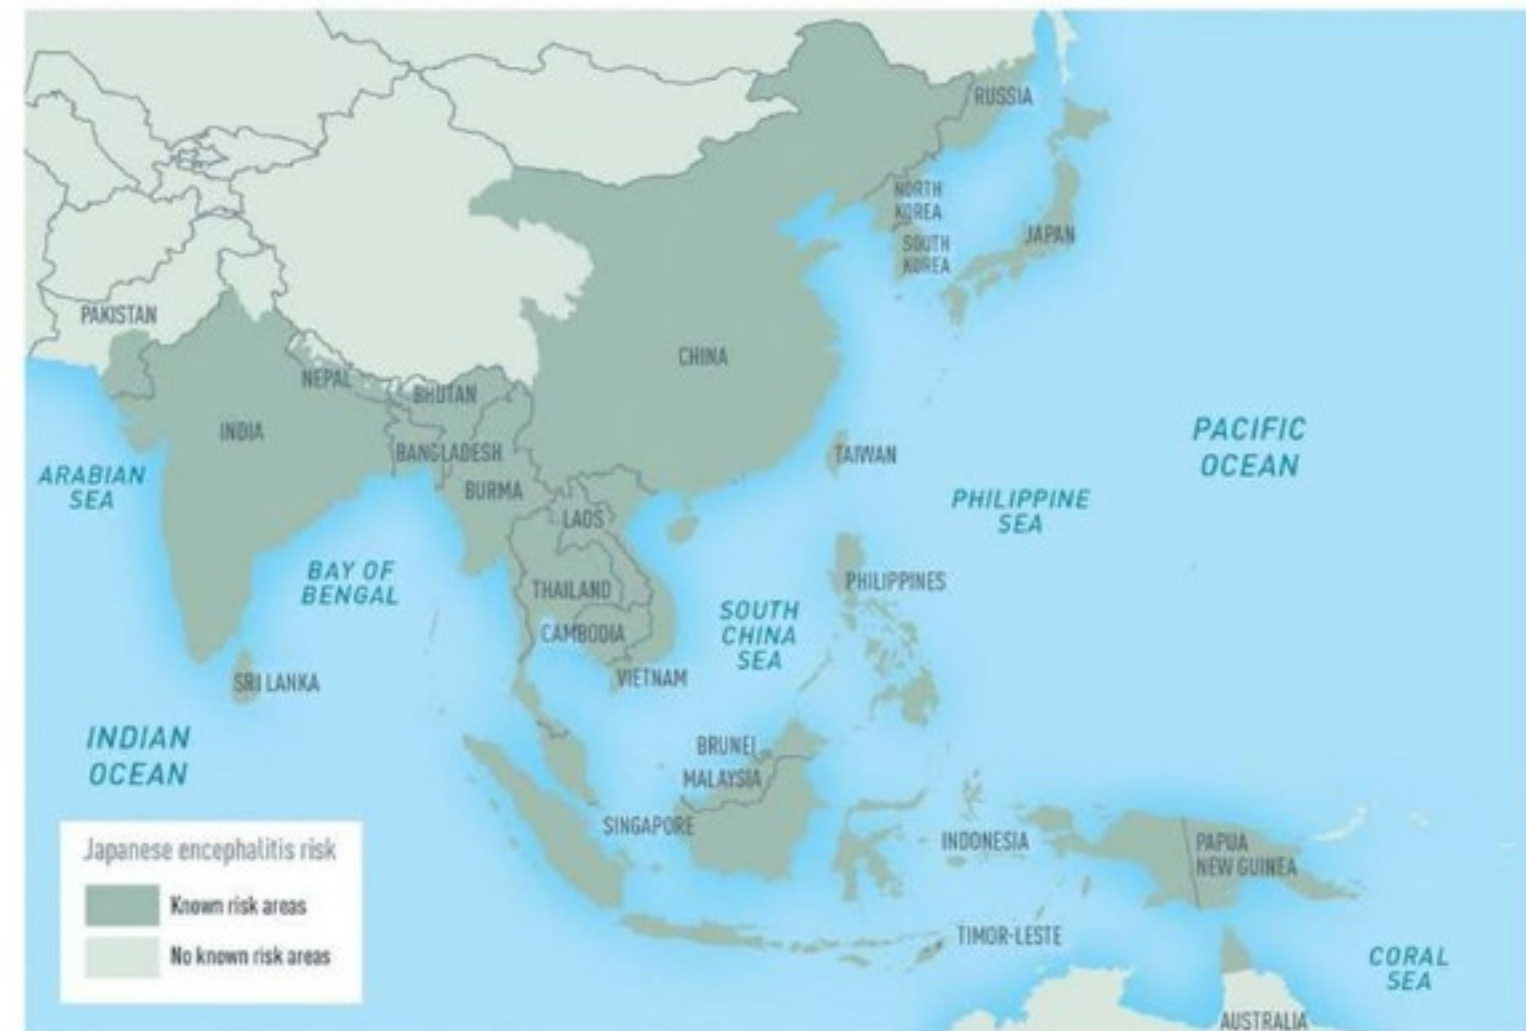 RUSSIA
NORTH
KOREA
SOUTH
KOREA
JAPAN
PAKISTAN
CHINA
NEPAL
BHUTAN
INDIA
BANGLADESH
TAIWAN
PACIFIC
OCEAN
ARABIAN
SEA
BURMA
LAOS
PHILIPPINE
SEA
BAY OF
BENGAL
THAILAND
PHILIPPINES
SOUTH
CHINA
SEA
CAMBODIA
VIETNAM
SRI LANKA
INDIAN
OCEAN
BRUNEI
MALAYSIA
SINGAPORE
INDONESIA
PAPUA
NEW GUINEA
TIMOR-LESTE
CORAL
SEA
AUSTRALIA
Japanese encephalitis risk
Known risk areas
No known risk areas